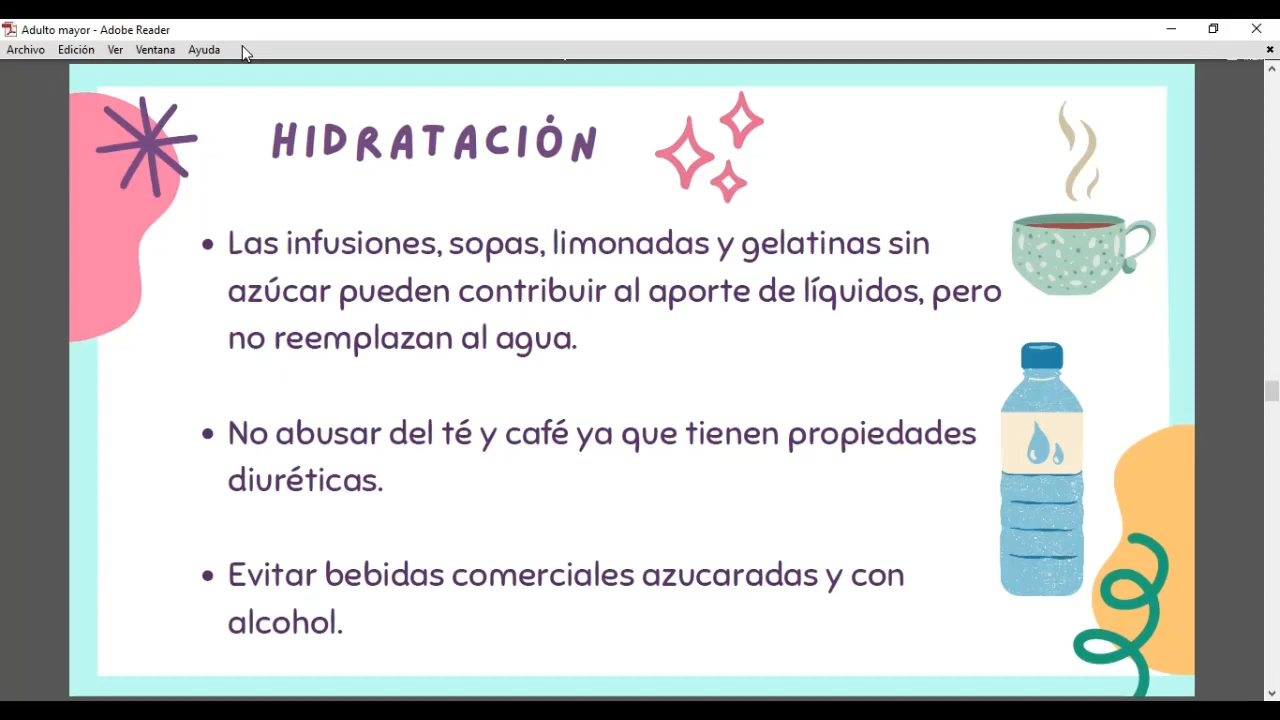 Adulto mayor - Adobe Reader
Archivo Edición Ver Ventana Ayuda
HIDRATACIÓN
• Las infusiones, sopas, limonadas y gelatinas sin
azúcar pueden contribuir al aporte de líquidos, pero
no reemplazan al agua.
• No abusar del té y café ya que tienen propiedades
diuréticas.
• Evitar bebidas comerciales azucaradas y con
alcohol.